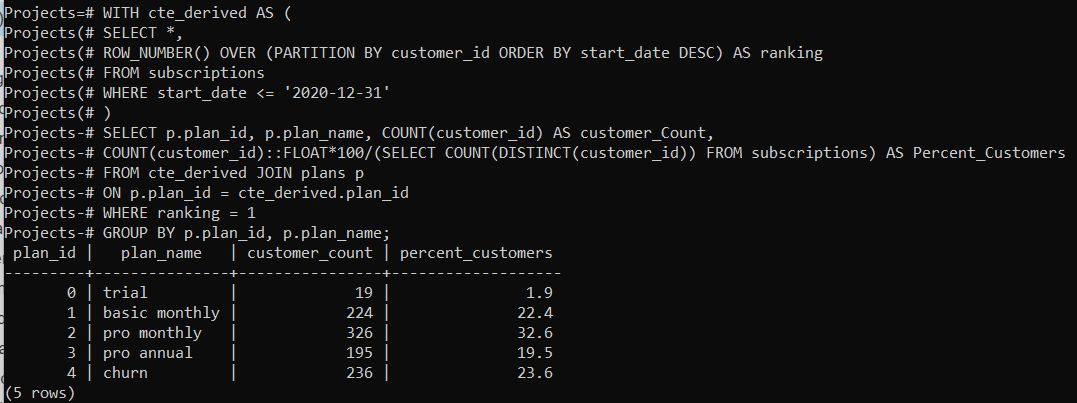 Projects=# WITH cte_derived AS (
Projects(# SELECT *,
Projects(# ROW_NUMBER() OVER (PARTITION BY customer_id ORDER BY start_date DESC) AS ranking
Projects(# FROM subscriptions
Projects(# WHERE start_date <= '2020-12-31'
Projects(# )
Projects-# SELECT p.plan_id, p.plan_name, COUNT(customer_id) AS customer_Count,
Projects-# COUNT(customer_id)::FLOAT*100/(SELECT COUNT(DISTINCT(customer_id)) FROM subscriptions) AS Percent_Customers
Projects-# FROM cte_derived JOIN plans p
Projects-# ON p.plan_id = cte_derived.plan_id
Projects-# WHERE ranking = 1
Projects-# GROUP BY p.plan_id, p.plan_name;
 plan_id |   plan_name   | customer_count | percent_customers
---------+---------------+----------------+-------------------
       0 | trial         |             19 |               1.9
       1 | basic monthly |            224 |              22.4
       2 | pro monthly   |            326 |              32.6
       3 | pro annual    |            195 |              19.5
       4 | churn         |            236 |              23.6
(5 rows)